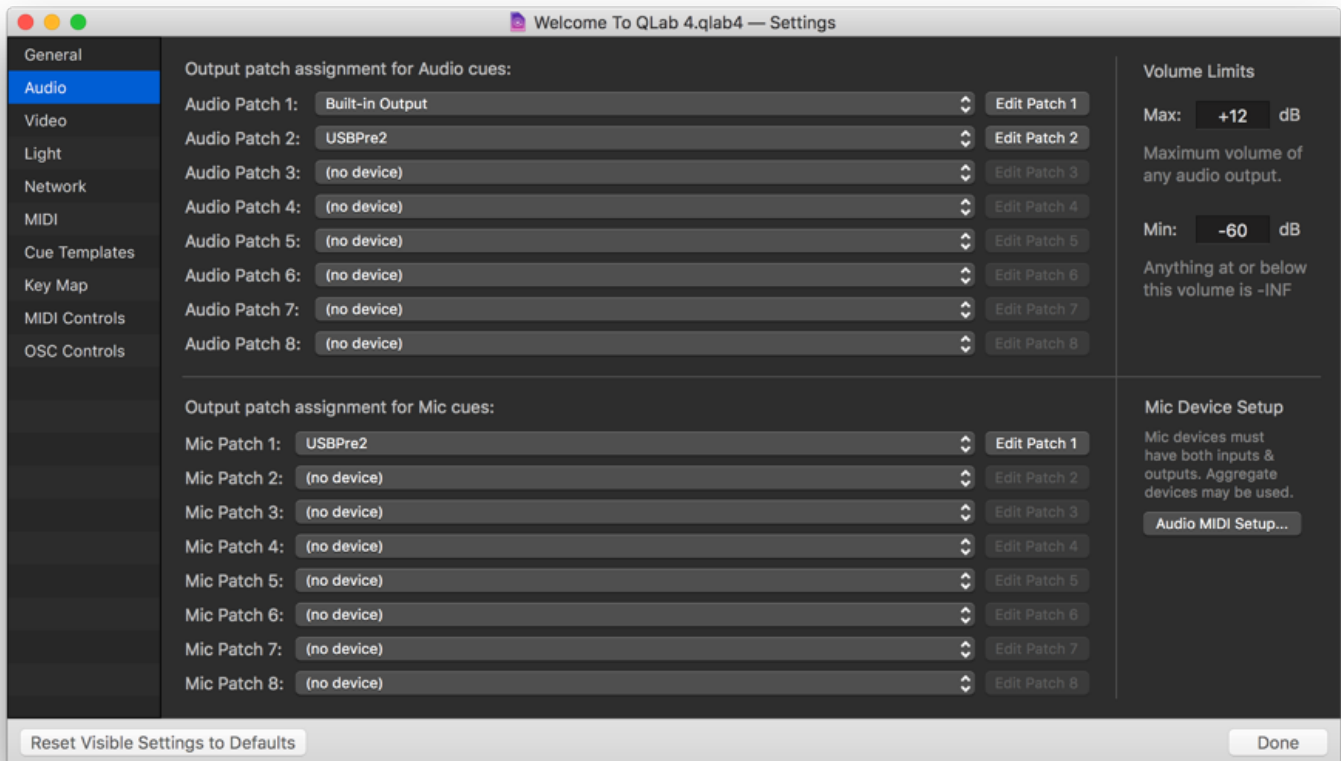 Welcome To QLab 4.qlab4 — Settings
General
Audio
Video
Light
Network
MIDI
Cue Templates
Key Map
MIDI Controls
OSC Controls
Output patch assignment for Audio cues:
Audio Patch 1: Built-in Output Edit Patch 1
Audio Patch 2: USBPre2 Edit Patch 2
Audio Patch 3: (no device) Edit Patch 3
Audio Patch 4: (no device) Edit Patch 4
Audio Patch 5: (no device) Edit Patch 5
Audio Patch 6: (no device) Edit Patch 6
Audio Patch 7: (no device) Edit Patch 7
Audio Patch 8: (no device) Edit Patch 8
Volume Limits
Max: +12 dB
Maximum volume of
any audio output.
Min: -60 dB
Anything at or below
this volume is -INF
Output patch assignment for Mic cues:
Mic Patch 1: USBPre2 Edit Patch 1
Mic Patch 2: (no device) Edit Patch 2
Mic Patch 3: (no device) Edit Patch 3
Mic Patch 4: (no device) Edit Patch 4
Mic Patch 5: (no device) Edit Patch 5
Mic Patch 6: (no device) Edit Patch 6
Mic Patch 7: (no device) Edit Patch 7
Mic Patch 8: (no device) Edit Patch 8
Mic Device Setup
Mic devices must
have both inputs &
outputs. Aggregate
devices may be used.
Audio MIDI Setup...
Reset Visible Settings to Defaults
Done